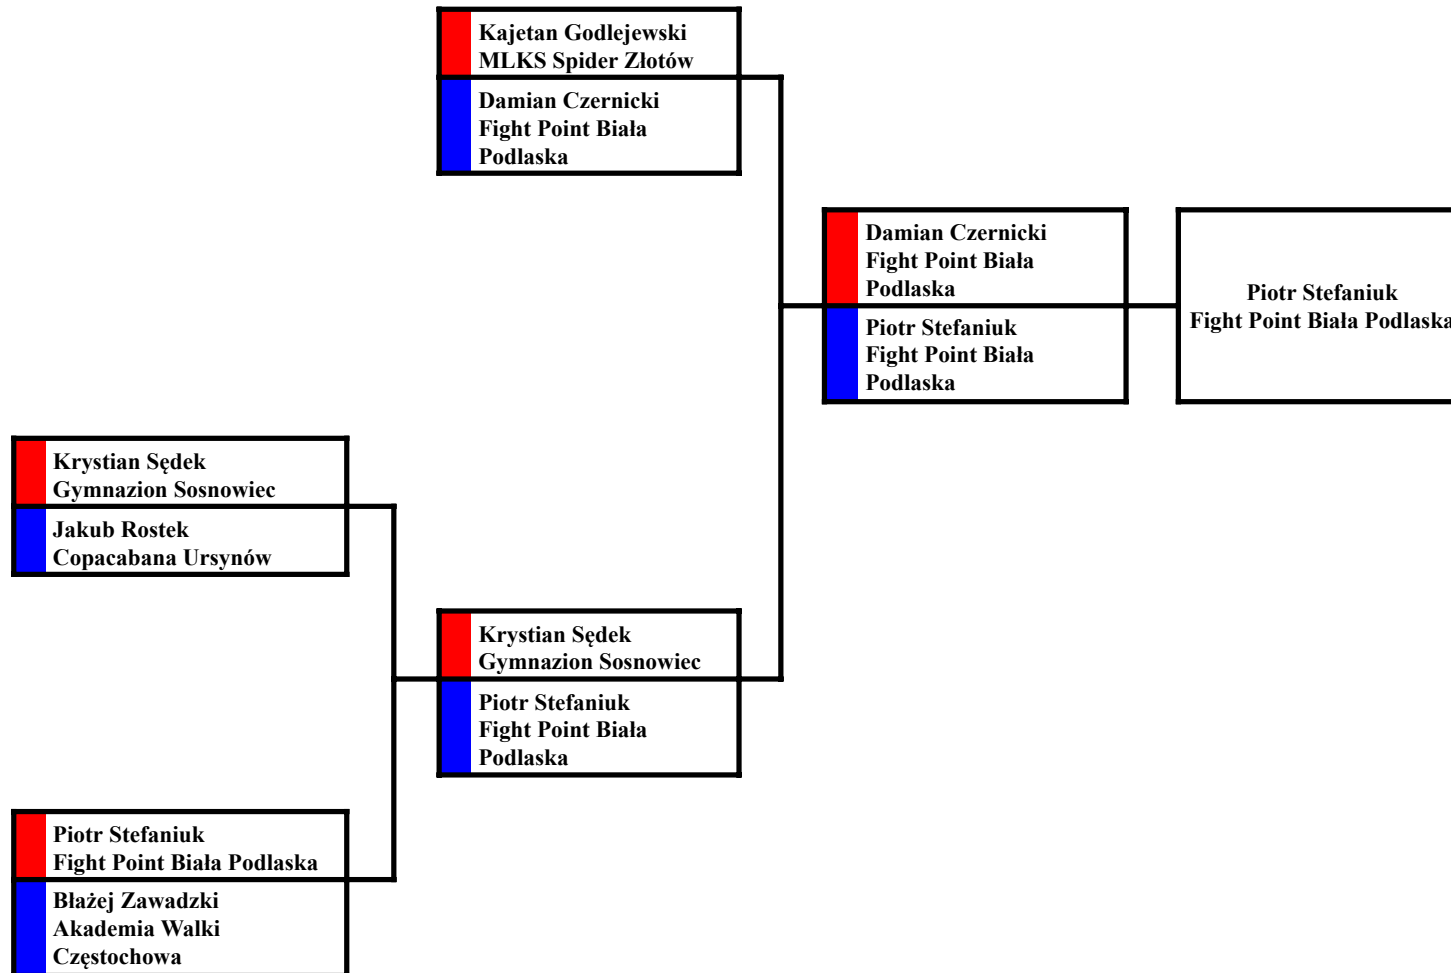 Kajetan Godlejewski
MLKS Spider Złotów
Damian Czernicki
Fight Point Biała
Podlaska
Damian Czernicki
Fight Point Biała
Podlaska
Piotr Stefaniuk
Fight Point Biała
Podlaska
Piotr Stefaniuk
Fight Point Biała Podlaska
Krystian Sędek
Gymnazion Sosnowiec
Jakub Rostek
Copacabana Ursynów
Krystian Sędek
Gymnazion Sosnowiec
Piotr Stefaniuk
Fight Point Biała
Podlaska
Piotr Stefaniuk
Fight Point Biała Podlaska
Błażej Zawadzki
Akademia Walki
Częstochowa